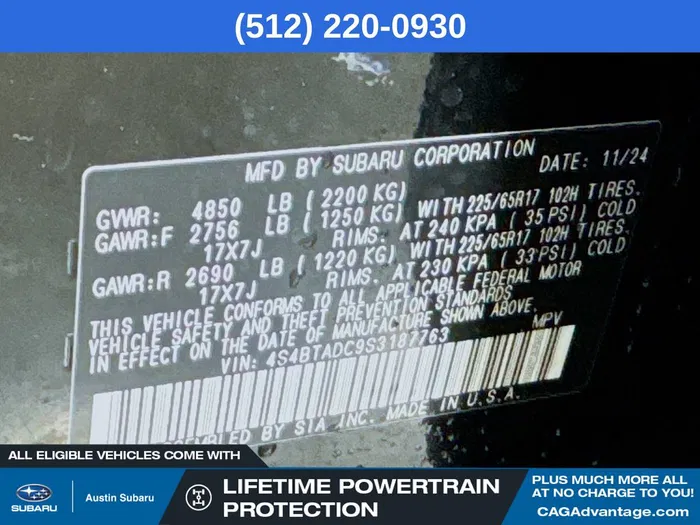 (512) 220-0930
MFD BY SUBARU CORPORATION DATE: 11/24
GVWR: 4850 LB (2200 KG)
GAWR:F 2756 LB (1250 KG) WITH 225/65R17 102H TIRES.
17X7J RIMS. AT 240 KPA (35 PSI) COLD
GAWR:R 2690 LB (1220 KG) WITH 225/65R17 102H TIRES.
17X7J RIMS. AT 230 KPA (33 PSI) COLD
THIS VEHICLE CONFORMS TO ALL APPLICABLE FEDERAL MOTOR
VEHICLE SAFETY AND THEFT PREVENTION STANDARDS
IN EFFECT ON THE DATE OF MANUFACTURE SHOWN ABOVE.
VIN: 4S4BTADC9S3187763 MPV
ASSEMBLED BY SIA, INC. MADE IN U.S.A.
ALL ELIGIBLE VEHICLES COME WITH
SUBARU
Austin Subaru
LIFETIME POWERTRAIN
PROTECTION
PLUS MUCH MORE ALL
AT NO CHARGE TO YOU!
CAGAdvantage.com